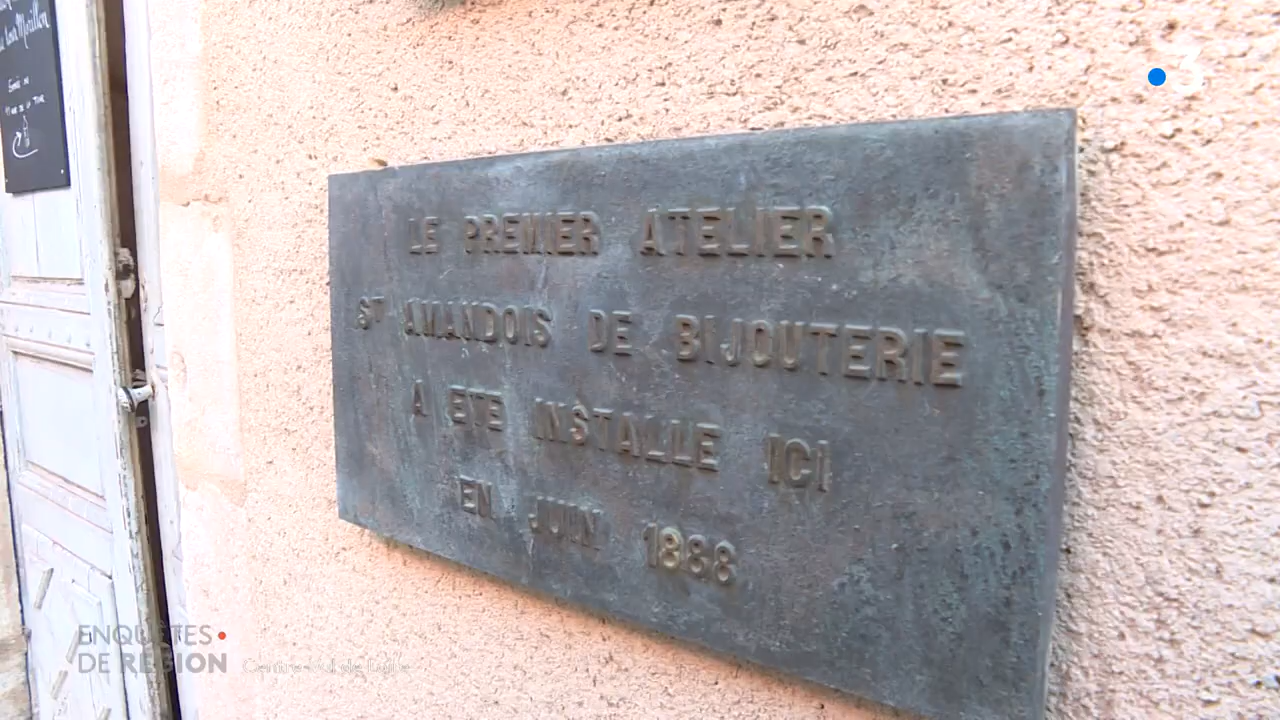 LE PREMIER ATELIER
ST AMANDOIS DE BIJOUTERIE
A ETE INSTALLE ICI
EN JUIN 1888
3
ENQUÊTES
DE RÉGION
Centre-Val de Loire